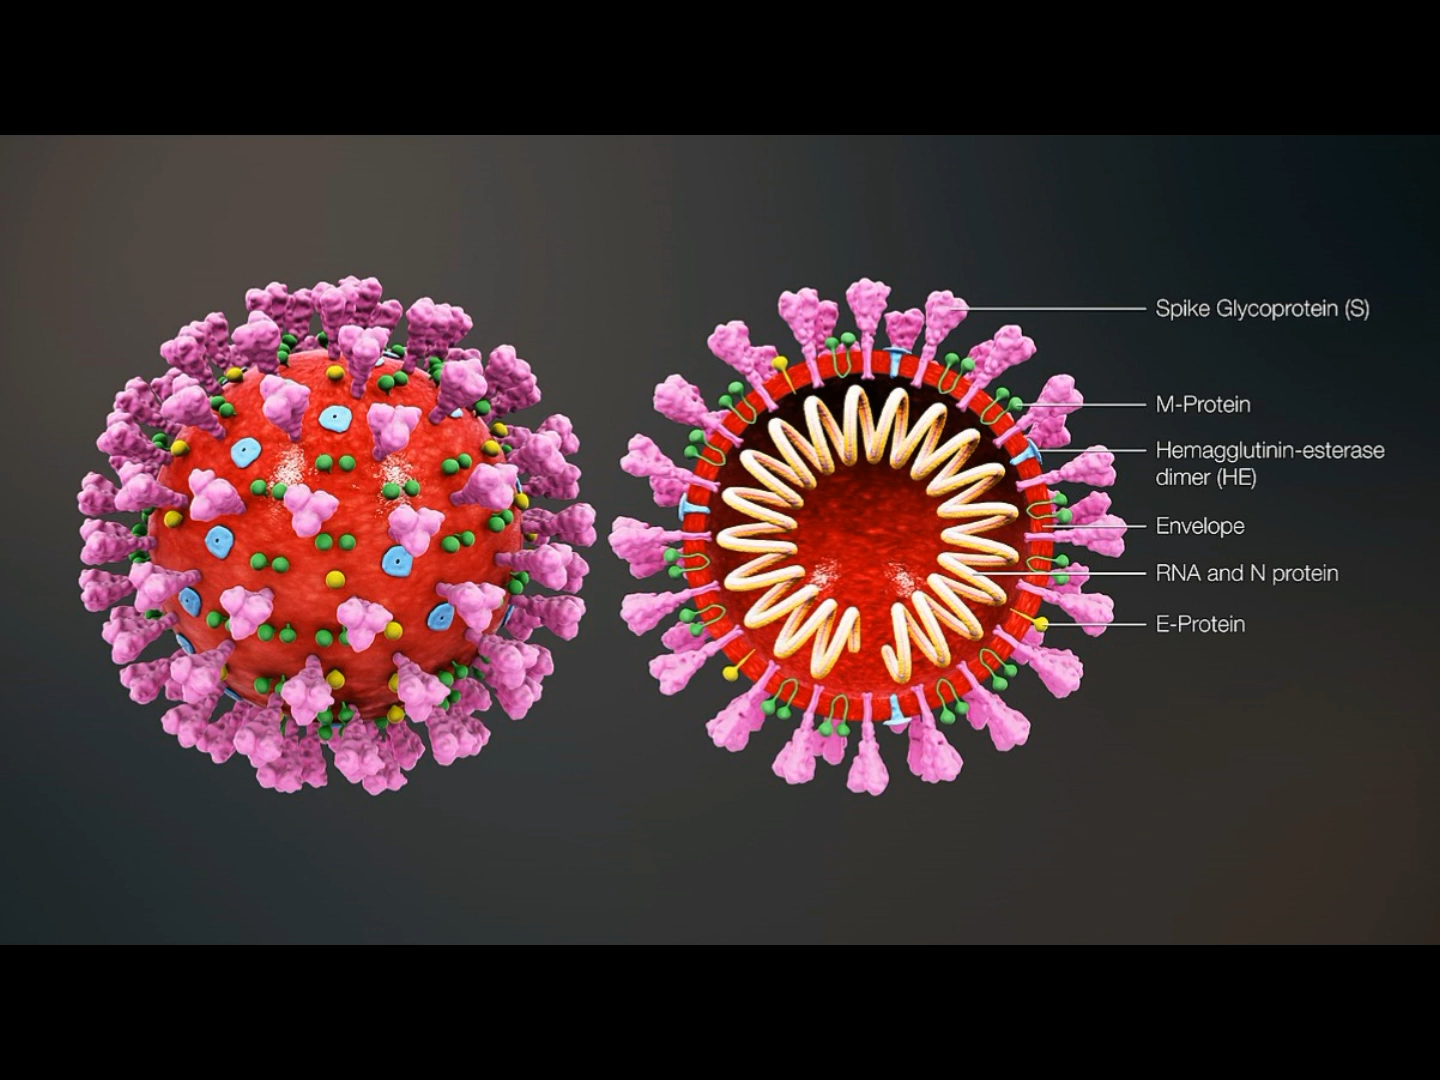 Spike Glycoprotein (S)
M-Protein
Hemagglutinin-esterase
dimer (HE)
Envelope
RNA and N protein
E-Protein